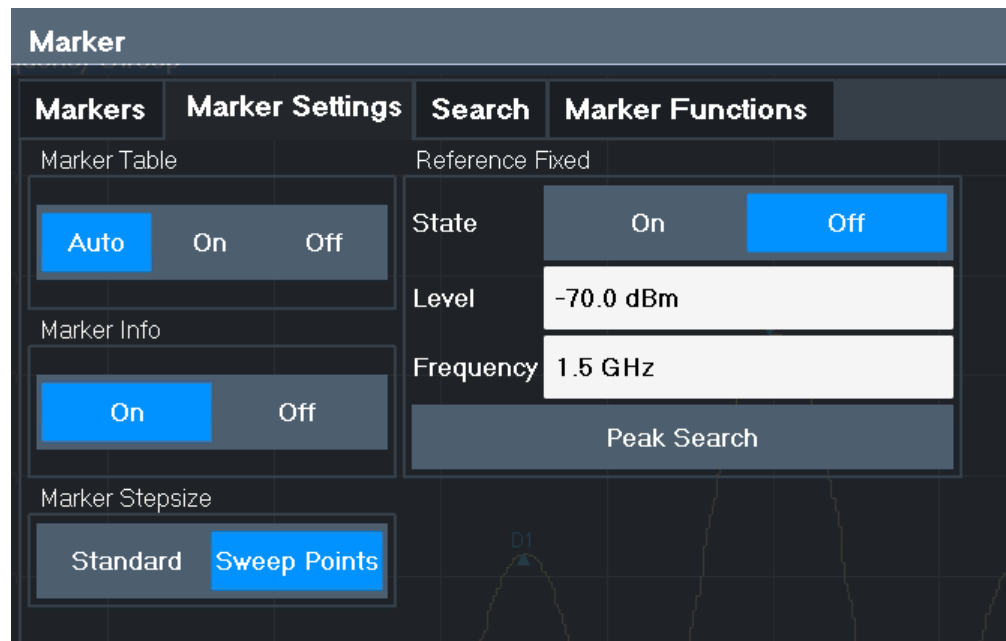 Marker
Markers Marker Settings Search Marker Functions
Marker Table
Auto On Off
Marker Info
On Off
Marker Stepsize
Standard Sweep Points
Reference Fixed
State On Off
Level -70.0 dBm
Frequency 1.5 GHz
Peak Search
D1